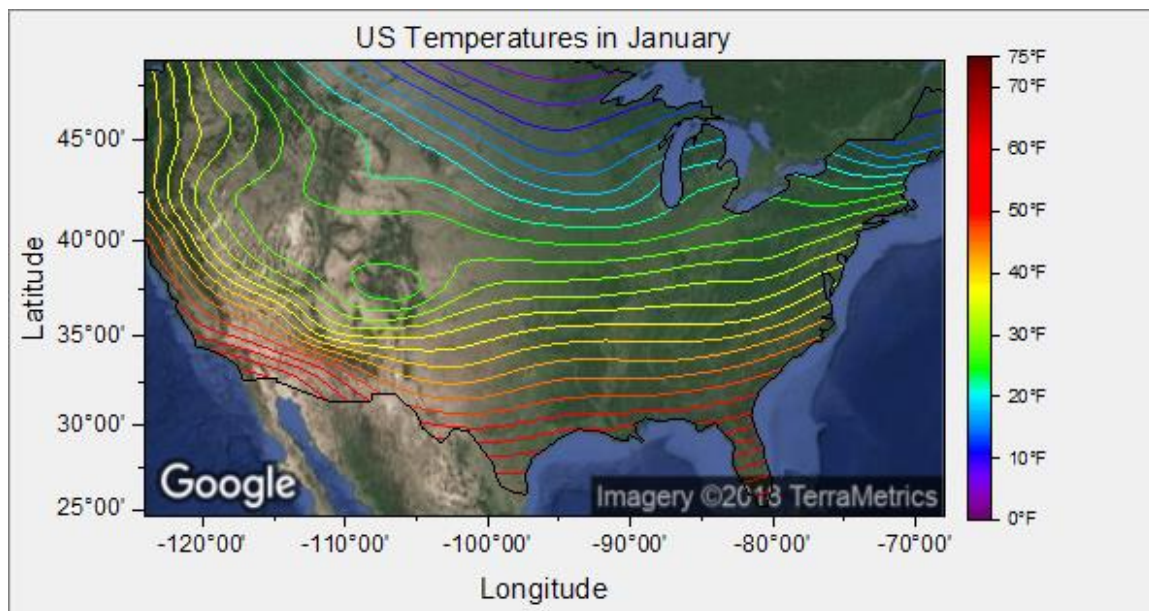 US Temperatures in January
75°F
70°F
60°F
50°F
40°F
30°F
20°F
10°F
0°F
Latitude
45°00'
40°00'
35°00'
30°00'
25°00'
Google
Imagery ©2013 TerraMetrics
-120°00'
-110°00'
-100°00'
-90°00'
-80°00'
-70°00'
Longitude